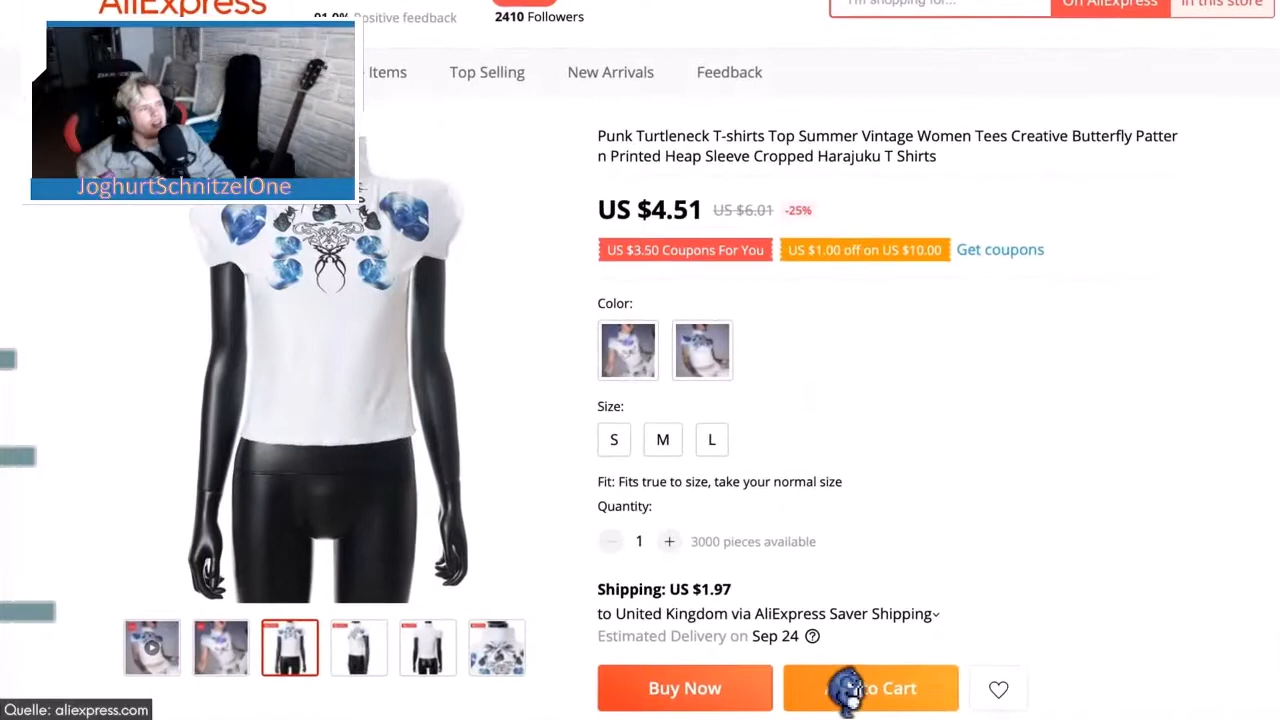 AliExpress
91.0% Positive feedback
2410 Followers
I'm shopping for...
On AliExpress
In this store
Items
Top Selling
New Arrivals
Feedback
JoghurtSchnitzelOne
Punk Turtleneck T-shirts Top Summer Vintage Women Tees Creative Butterfly Patter
n Printed Heap Sleeve Cropped Harajuku T Shirts
US $4.51 US $6.01 -25%
US $3.50 Coupons For You
US $1.00 off on US $10.00
Get coupons
Color:
Size:
S
M
L
Fit: Fits true to size, take your normal size
Quantity:
1
3000 pieces available
Shipping: US $1.97
to United Kingdom via AliExpress Saver Shipping
Estimated Delivery on Sep 24
Buy Now
to Cart
Quelle: aliexpress.com